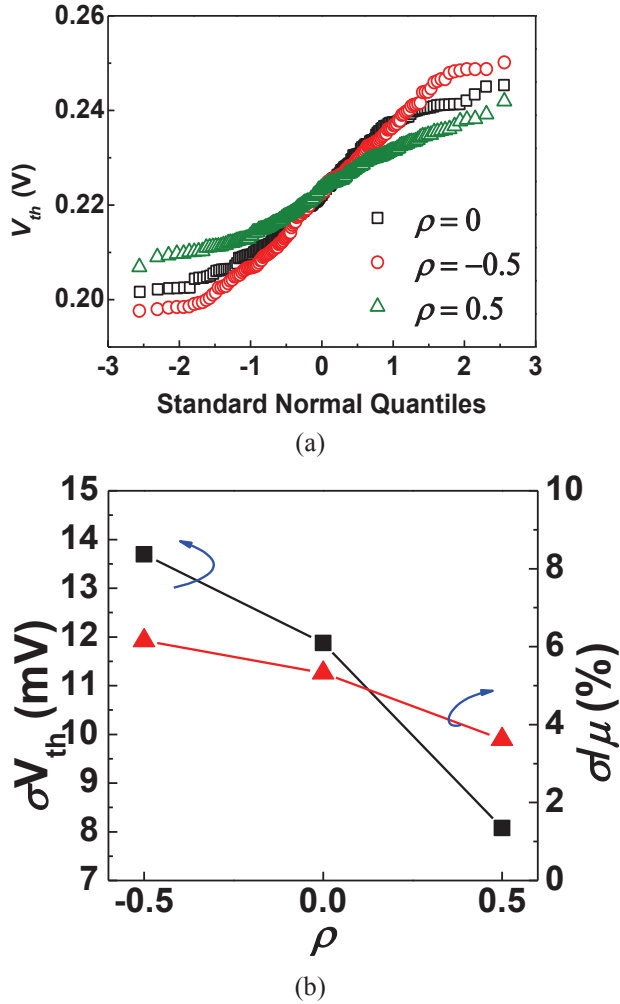 0.26
0.24
0.22
0.20
V_th (V)
ρ = 0
ρ = −0.5
ρ = 0.5
-3 -2 -1 0 1 2 3
Standard Normal Quantiles
(a)
15
14
13
12
11
10
9
8
7
σV_th (mV)
10
8
6
4
2
0
σ/μ (%)
-0.5 0.0 0.5
ρ
(b)